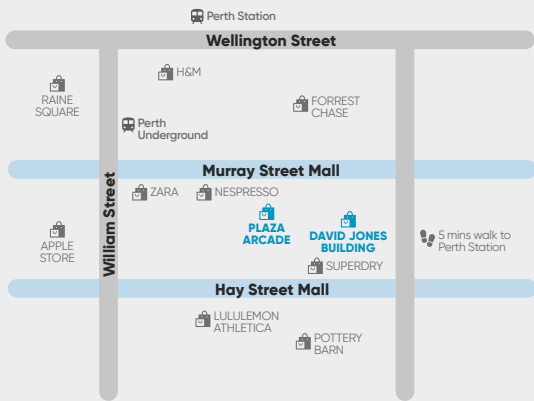 Perth Station
Wellington Street
H&M
RAINE
SQUARE
FORREST
CHASE
Perth
Underground
Murray Street Mall
William Street
ZARA
NESPRESSO
PLAZA
ARCADE
DAVID JONES
BUILDING
APPLE
STORE
5 mins walk to
Perth Station
SUPERDRY
Hay Street Mall
LULULEMON
ATHLETICA
POTTERY
BARN